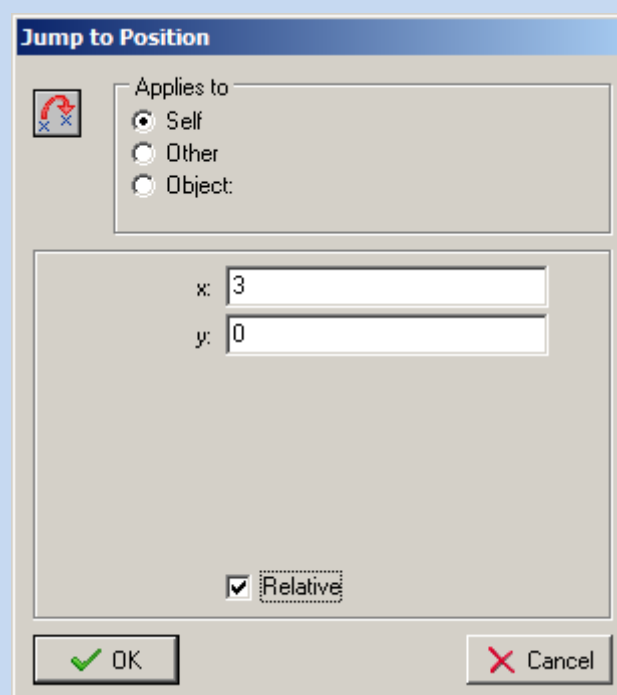 Jump to Position
Applies to
Self
Other
Object:
x: 3
y: 0
Relative
OK
Cancel